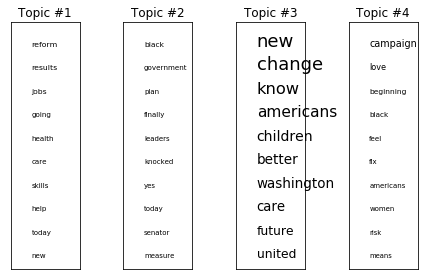 Topic #1
reform
results
jobs
going
health
care
skills
help
today
new
Topic #2
black
government
plan
finally
leaders
knocked
yes
today
senator
measure
Topic #3
new
change
know
americans
children
better
washington
care
future
united
Topic #4
campaign
love
beginning
black
feel
fix
americans
women
risk
means